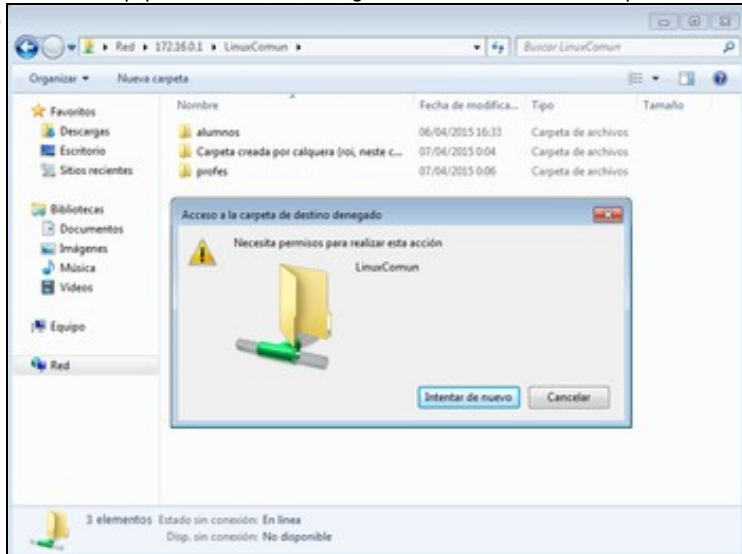 Red ▸ 172.16.0.1 ▸ LinuxComun ▸
Buscar LinuxComun
Organizar
Nueva carpeta
Nombre
Fecha de modifica...
Tipo
Tamaño
Favoritos
Descargas
Escritorio
Sitios recientes
alumnos
06/04/2015 16:33
Carpeta de archivos
Carpeta creada por calquera (roi, neste c...
07/04/2015 0:04
Carpeta de archivos
profes
07/04/2015 0:06
Carpeta de archivos
Bibliotecas
Documentos
Imágenes
Música
Vídeos
Equipo
Red
Acceso a la carpeta de destino denegado
Necesita permisos para realizar esta acción
LinuxComun
Intentar de nuevo
Cancelar
3 elementos
Estado sin conexión: En línea
Disp. sin conexión: No disponible